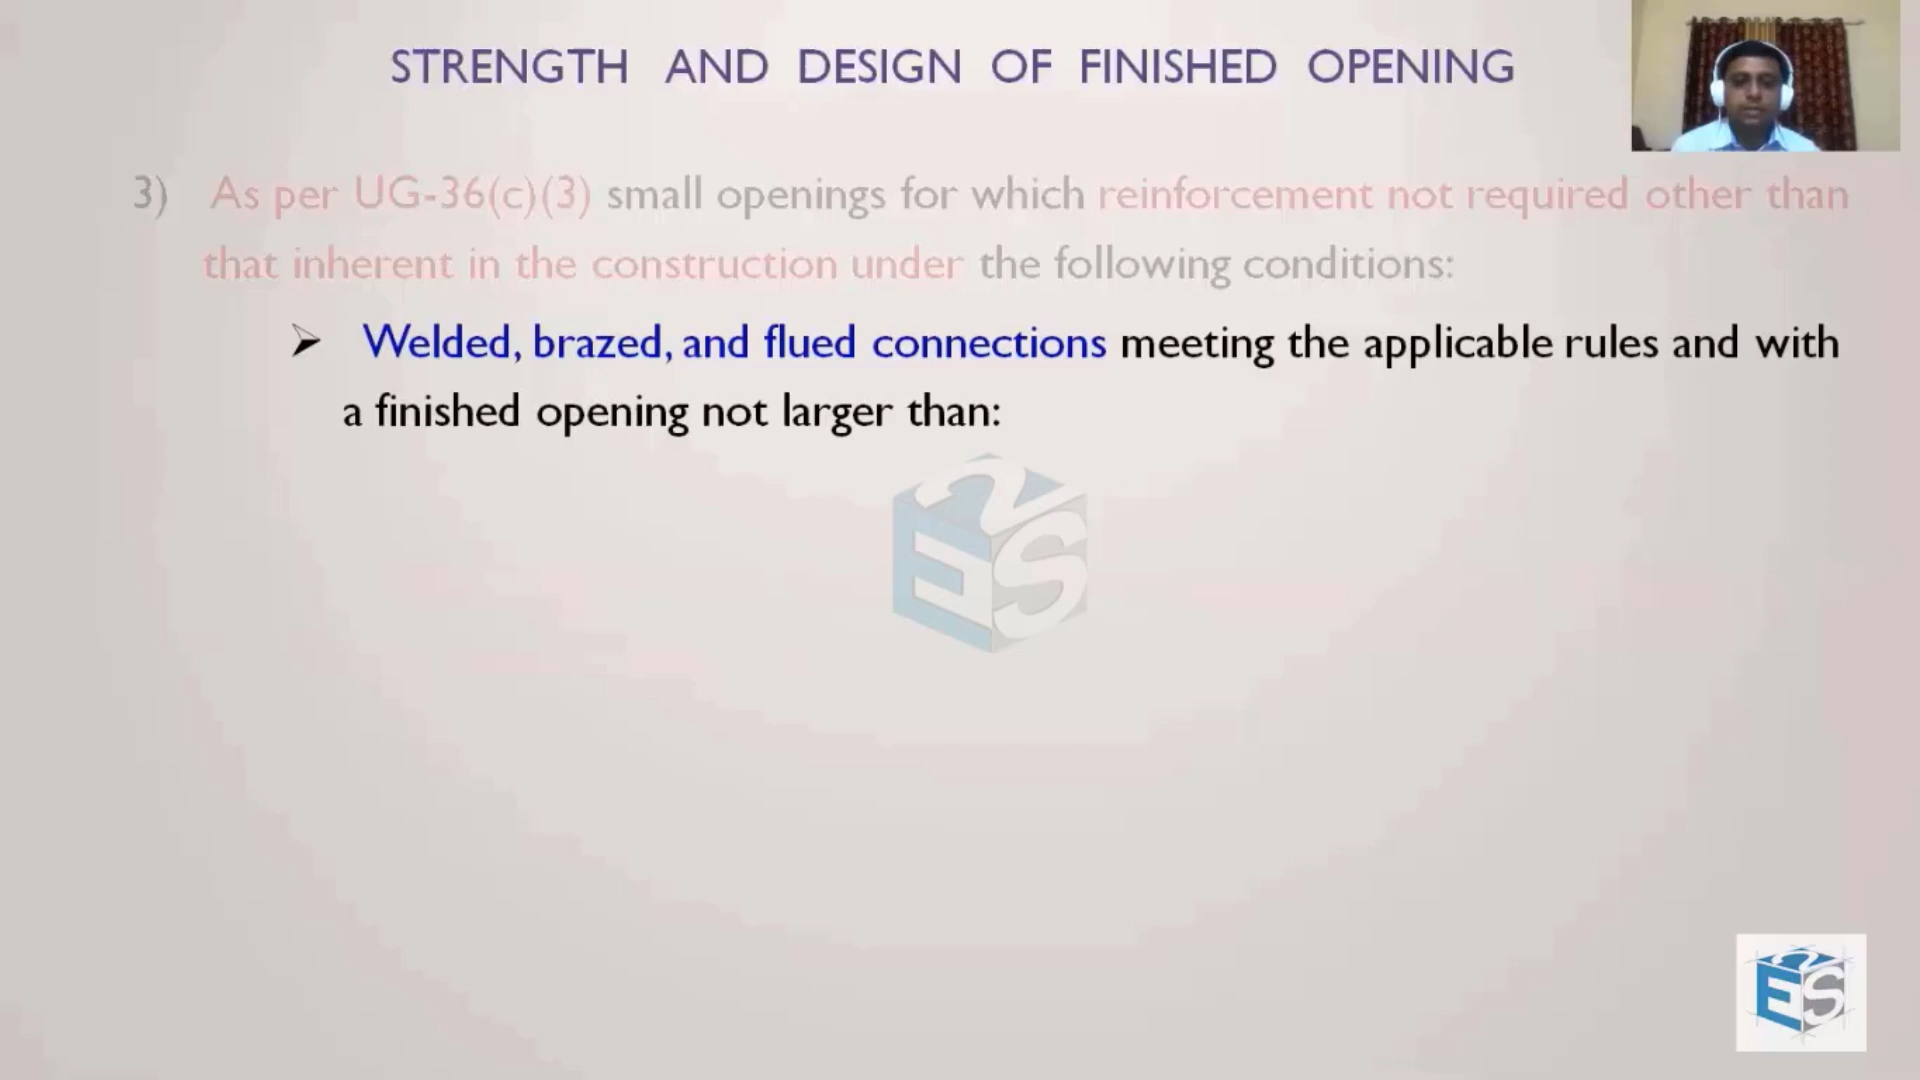 STRENGTH AND DESIGN OF FINISHED OPENING
3) As per UG-36(c)(3) small openings for which reinforcement not required other than
that inherent in the construction under the following conditions:
➢ Welded, brazed, and flued connections meeting the applicable rules and with
a finished opening not larger than:
E2S
E2S